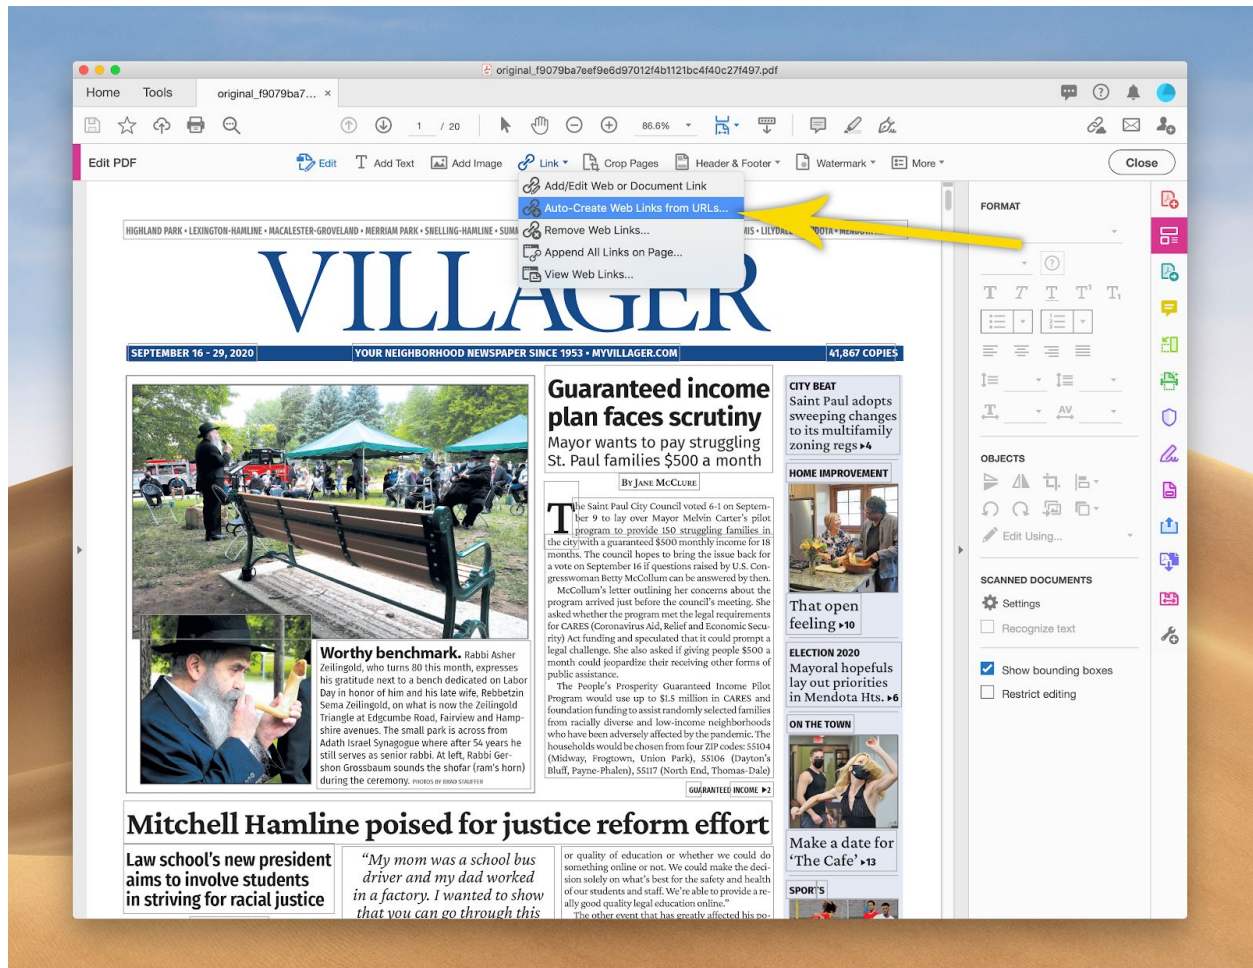 original_f9079ba7eef9e6d97012f4b1121bc4f40c27f497.pdf
Home Tools original_f9079ba7... ×
1 / 20 86.6%
Edit PDF Edit Add Text Add Image Link Crop Pages Header & Footer Watermark More Close
Add/Edit Web or Document Link
Auto-Create Web Links from URLs...
Remove Web Links...
Append All Links on Page...
View Web Links...
HIGHLAND PARK • LEXINGTON-HAMLINE • MACALESTER-GROVELAND • MERRIAM PARK • SNELLING-HAMLINE •
VILLAGER
SEPTEMBER 16 - 29, 2020 YOUR NEIGHBORHOOD NEWSPAPER SINCE 1953 • MYVILLAGER.COM 41,867 COPIES
Worthy benchmark. Rabbi Asher
Zeilingold, who turns 80 this month, expresses
his gratitude next to a bench dedicated on Labor
Day in honor of him and his late wife, Rebbetzin
Sema Zeilingold, on what is now the Zeilingold
Triangle at Edgcumbe Road, Fairview and Hamp-
shire avenues. The small park is across from
Adath Israel Synagogue where after 54 years he
still serves as senior rabbi. At left, Rabbi Ger-
shon Grossbaum sounds the shofar (ram's horn)
during the ceremony. PHOTOS BY BRAD STAUFFER
Guaranteed income
plan faces scrutiny
Mayor wants to pay struggling
St. Paul families $500 a month
BY JANE MCCLURE
The Saint Paul City Council voted 6-1 on Septem-
ber 9 to lay over Mayor Melvin Carter's pilot
program to provide 150 struggling families in
the city with a guaranteed $500 monthly income for 18
months. The council hopes to bring the issue back for
a vote on September 16 if questions raised by U.S. Con-
gresswoman Betty McCollum can be answered by then.
McCollum's letter outlining her concerns about the
program arrived just before the council's meeting. She
asked whether the program met the legal requirements
for CARES (Coronavirus Aid, Relief and Economic Secu-
rity) Act funding and speculated that it could prompt a
legal challenge. She also asked if giving people $500 a
month could jeopardize their receiving other forms of
public assistance.
The People's Prosperity Guaranteed Income Pilot
Program would use up to $1.5 million in CARES and
foundation funding to assist randomly selected families
from racially diverse and low-income neighborhoods
who have been adversely affected by the pandemic. The
households would be chosen from four ZIP codes: 55104
(Midway, Frogtown, Union Park), 55106 (Dayton's
Bluff, Payne-Phalen), 55117 (North End, Thomas-Dale)
GUARANTEED INCOME ▸2
CITY BEAT
Saint Paul adopts
sweeping changes
to its multifamily
zoning regs ▸4
HOME IMPROVEMENT
That open
feeling ▸10
ELECTION 2020
Mayoral hopefuls
lay out priorities
in Mendota Hts. ▸6
ON THE TOWN
Make a date for
‘The Cafe’ ▸13
SPORTS
Mitchell Hamline poised for justice reform effort
Law school's new president
aims to involve students
in striving for racial justice
“My mom was a school bus
driver and my dad worked
in a factory. I wanted to show
that you can go through this
or quality of education or whether we could do
something online or not. We could make the deci-
sion solely on what's best for the safety and health
of our students and staff. We're able to provide a re-
ally good quality legal education online.”
The other event that has greatly affected his po-
FORMAT
OBJECTS
Edit Using...
SCANNED DOCUMENTS
Settings
Recognize text
Show bounding boxes
Restrict editing